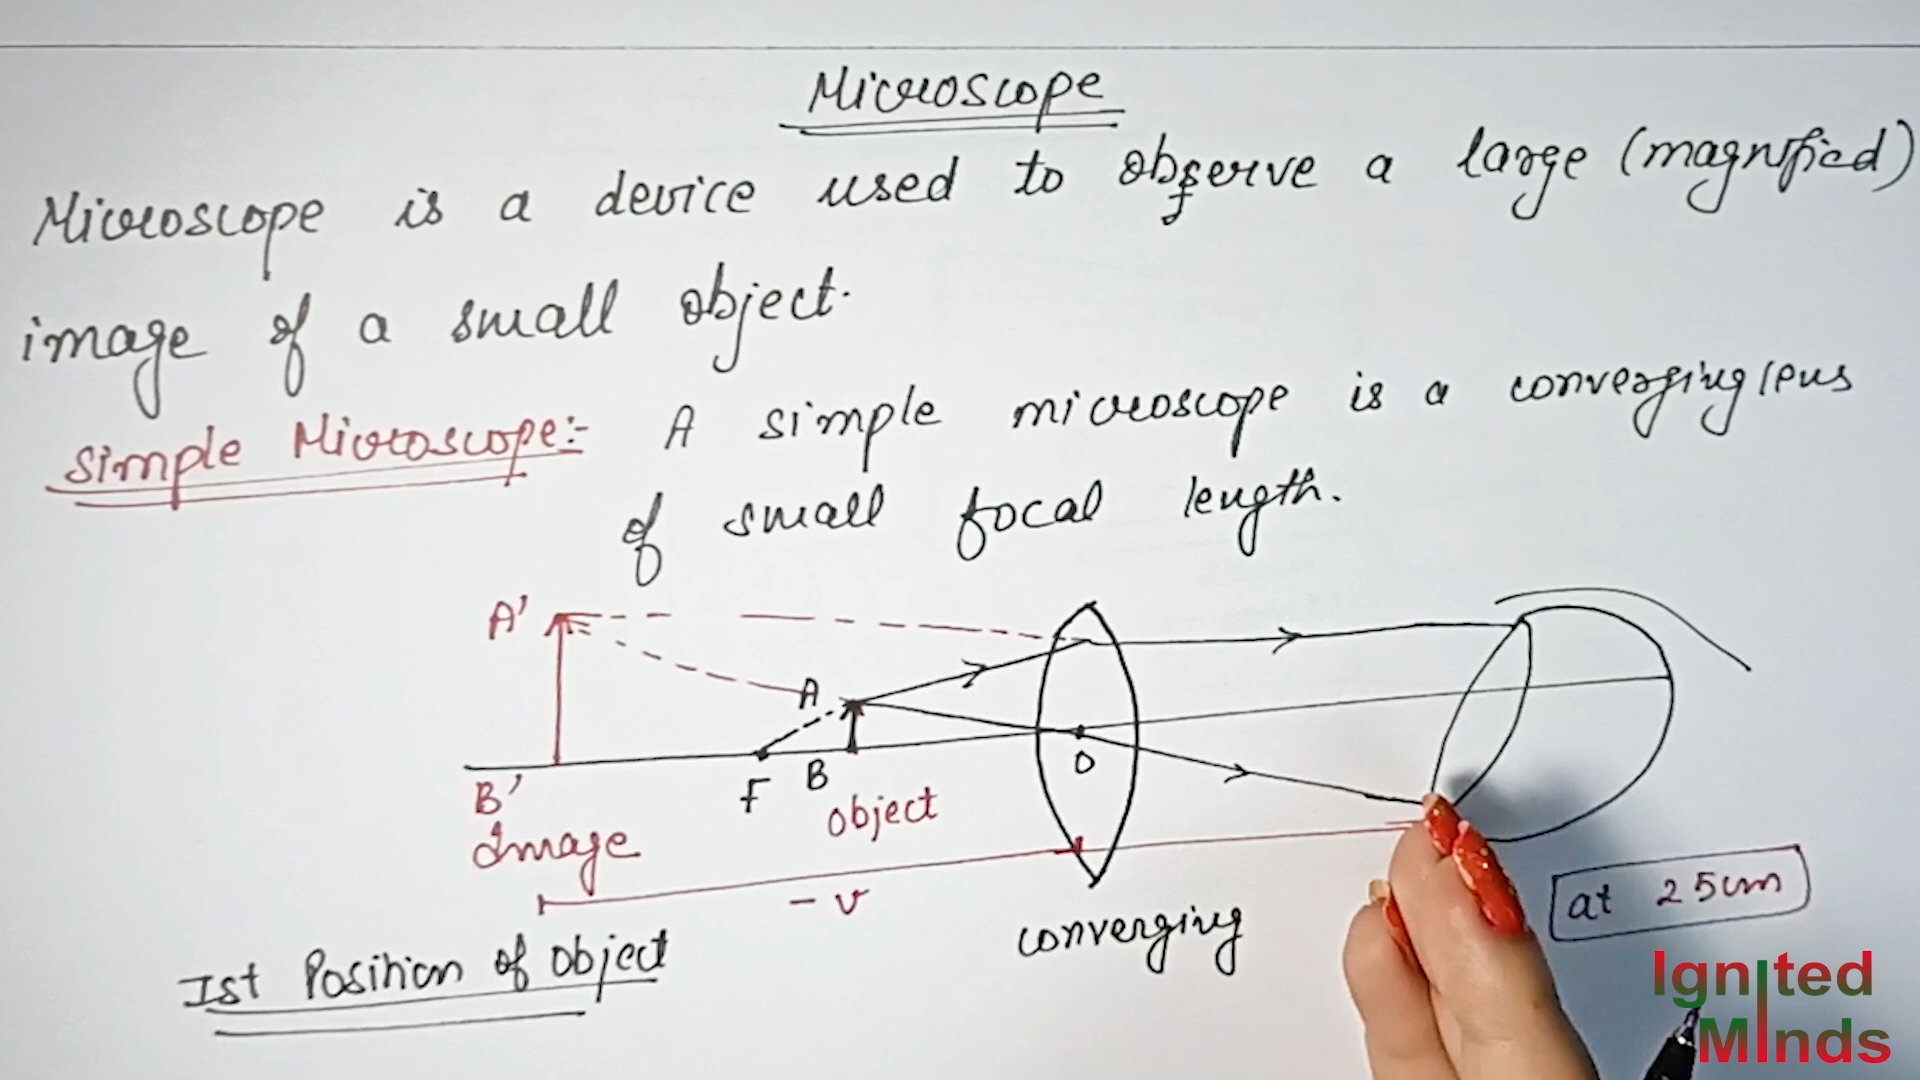 Microscope
Microscope is a device used to observe a large (magnified)
image of a small object.
Simple Microscope:- A simple microscope is a converging lens
of small focal length.
A'
A
O
F
B
B'
object
Image
- v
at 25cm
converging
Ist Position of object
Ignited
Minds